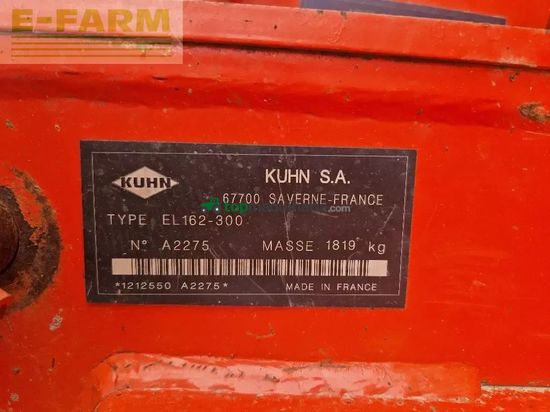 E-FARM
KUHN
KUHN S.A.
67700 SAVERNE-FRANCE
TYPE EL162-300
N° A2275 MASSE 1819 kg
*1212550 A2275* MADE IN FRANCE